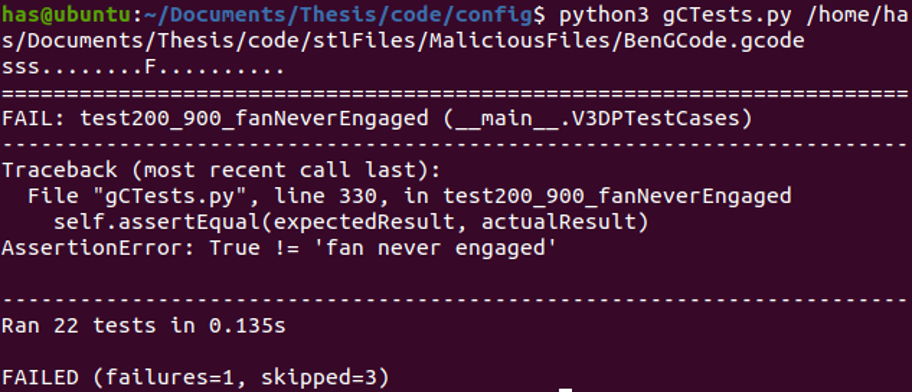 has@ubuntu:~/Documents/Thesis/code/config$ python3 gCTests.py /home/ha
s/Documents/Thesis/code/stlFiles/MaliciousFiles/BenGCode.gcode
sss........F..........
======================================================================
FAIL: test200_900_fanNeverEngaged (__main__.V3DPTestCases)
----------------------------------------------------------------------
Traceback (most recent call last):
  File "gCTests.py", line 330, in test200_900_fanNeverEngaged
    self.assertEqual(expectedResult, actualResult)
AssertionError: True != 'fan never engaged'

----------------------------------------------------------------------
Ran 22 tests in 0.135s

FAILED (failures=1, skipped=3)